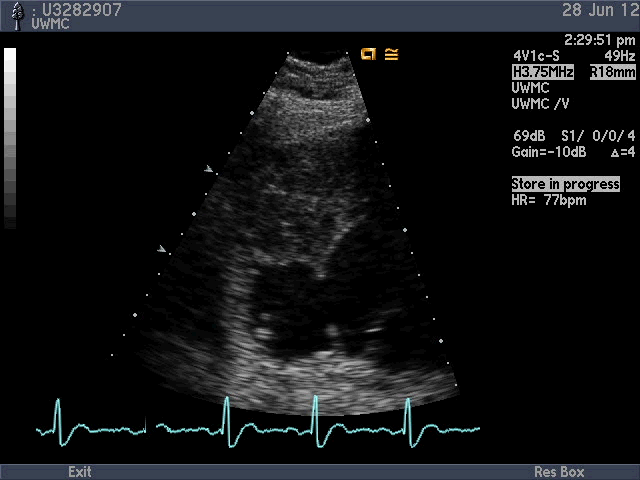 : U3282907
UWMC
28 Jun 12
2:29:51 pm
4V1c-S 49Hz
H3.75MHz R18mm
UWMC
UWMC /V
69dB S1/ 0/0/4
Gain=-10dB Δ=4
Store in progress
HR= 77bpm
Exit
Res Box